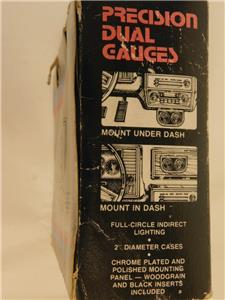 PRECISION
DUAL
GAUGES
MOUNT UNDER DASH
MOUNT IN DASH
FULL-CIRCLE INDIRECT
LIGHTING
•
2" DIAMETER CASES
•
CHROME PLATED AND
POLISHED MOUNTING
PANEL — WOODGRAIN
AND BLACK INSERTS
INCLUDED